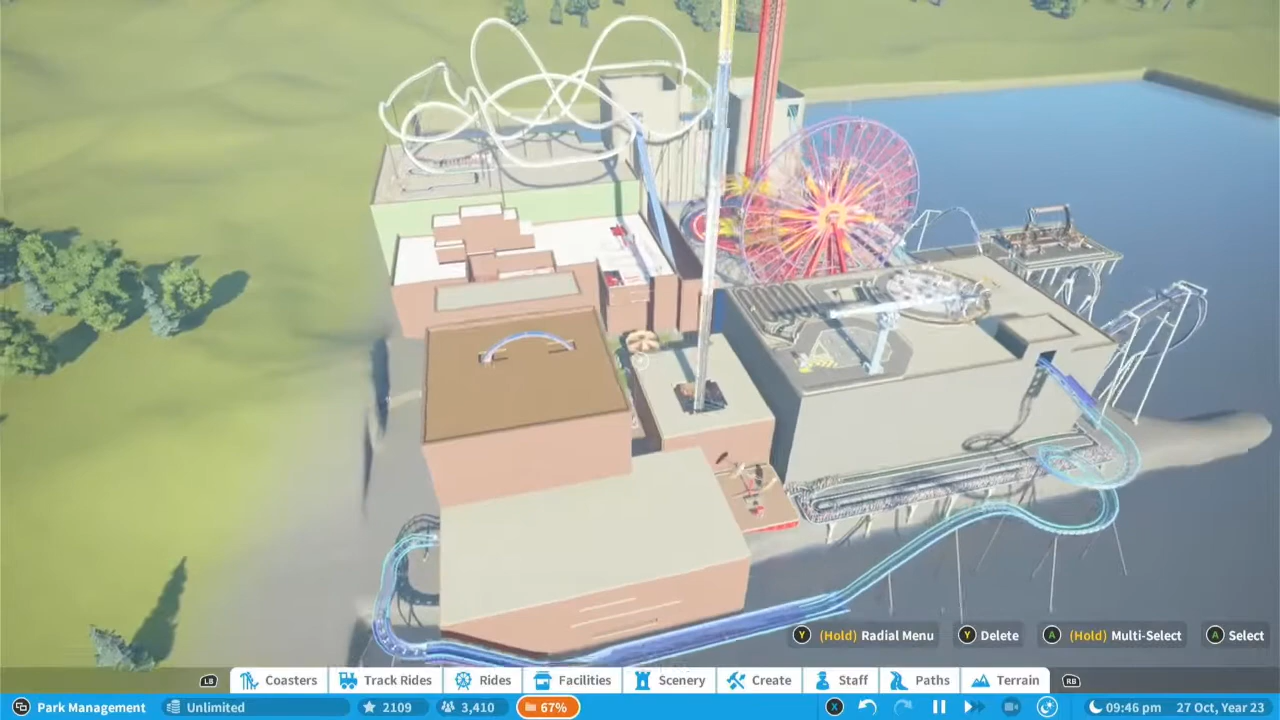 Y (Hold) Radial Menu Y Delete A (Hold) Multi-Select A Select
LB Coasters Track Rides Rides Facilities Scenery Create Staff Paths Terrain RB
Park Management Unlimited 2109 3,410 67% X 09:46 pm 27 Oct, Year 23